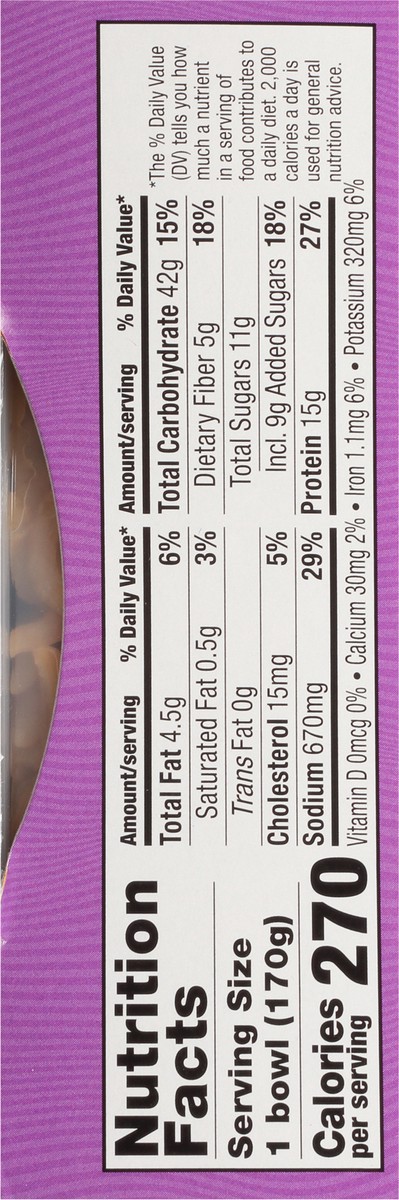 Nutrition
Facts
Serving Size
1 bowl (170g)
Calories 270
per serving
Amount/serving % Daily Value*
Total Fat 4.5g 6%
Saturated Fat 0.5g 3%
Trans Fat 0g
Cholesterol 15mg 5%
Sodium 670mg 29%
Amount/serving % Daily Value*
Total Carbohydrate 42g 15%
Dietary Fiber 5g 18%
Total Sugars 11g
Incl. 9g Added Sugars 18%
Protein 15g 27%
Vitamin D 0mcg 0% • Calcium 30mg 2% • Iron 1.1mg 6% • Potassium 320mg 6%
*The % Daily Value
(DV) tells you how
much a nutrient
in a serving of
food contributes to
a daily diet. 2,000
calories a day is
used for general
nutrition advice.